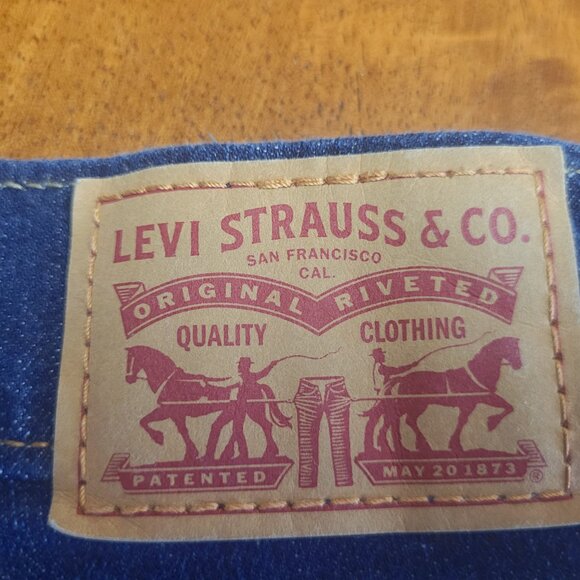 LEVI STRAUSS & CO.
SAN FRANCISCO
CAL.
ORIGINAL RIVETED
QUALITY CLOTHING
PATENTED MAY 20 1873 ®